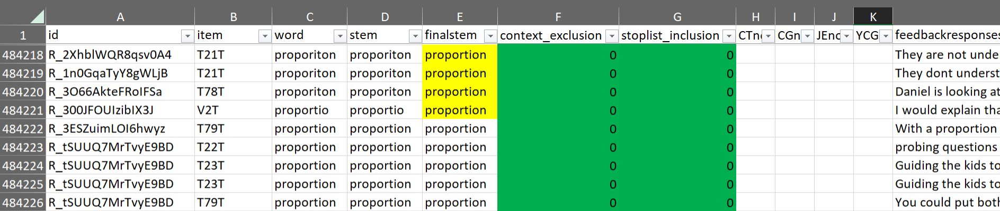 A B C D E F G H I J K
1 id item word stem finalstem context_exclusion stoplist_inclusion CTn CGn JEnc YCG feedbackresponses
484218 R_2XhblWQR8qsv0A4 T21T proporiton proporiton proportion 0 0 They are not unde
484219 R_1n0GqaTyY8gWLjB T21T proporiton proporiton proportion 0 0 They dont underst
484220 R_3O66AkteFRoIFSa T78T proporiton proporiton proportion 0 0 Daniel is looking at
484221 R_300JFOUIzibIX3J V2T proportio proportio proportion 0 0 I would explain tha
484222 R_3ESZuimLOI6hwyz T79T proportion proportion proportion 0 0 With a proportion
484223 R_tSUUQ7MrTvyE9BD T22T proportion proportion proportion 0 0 probing questions
484224 R_tSUUQ7MrTvyE9BD T23T proportion proportion proportion 0 0 Guiding the kids to
484225 R_tSUUQ7MrTvyE9BD T23T proportion proportion proportion 0 0 Guiding the kids to
484226 R_tSUUQ7MrTvyE9BD T79T proportion proportion proportion 0 0 You could put both